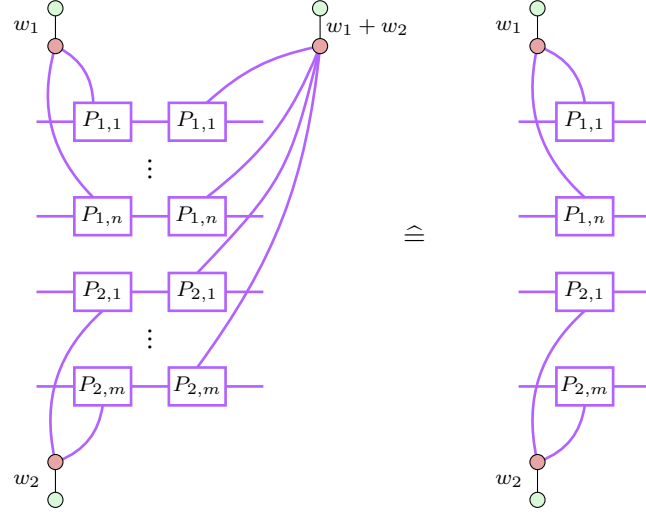 w₁ w₁ + w₂ w₁
P₁,₁ P₁,₁ P₁,₁
⋮
P₁,ₙ P₁,ₙ P₁,ₙ
≙
P₂,₁ P₂,₁ P₂,₁
⋮
P₂,ₘ P₂,ₘ P₂,ₘ
w₂ w₂